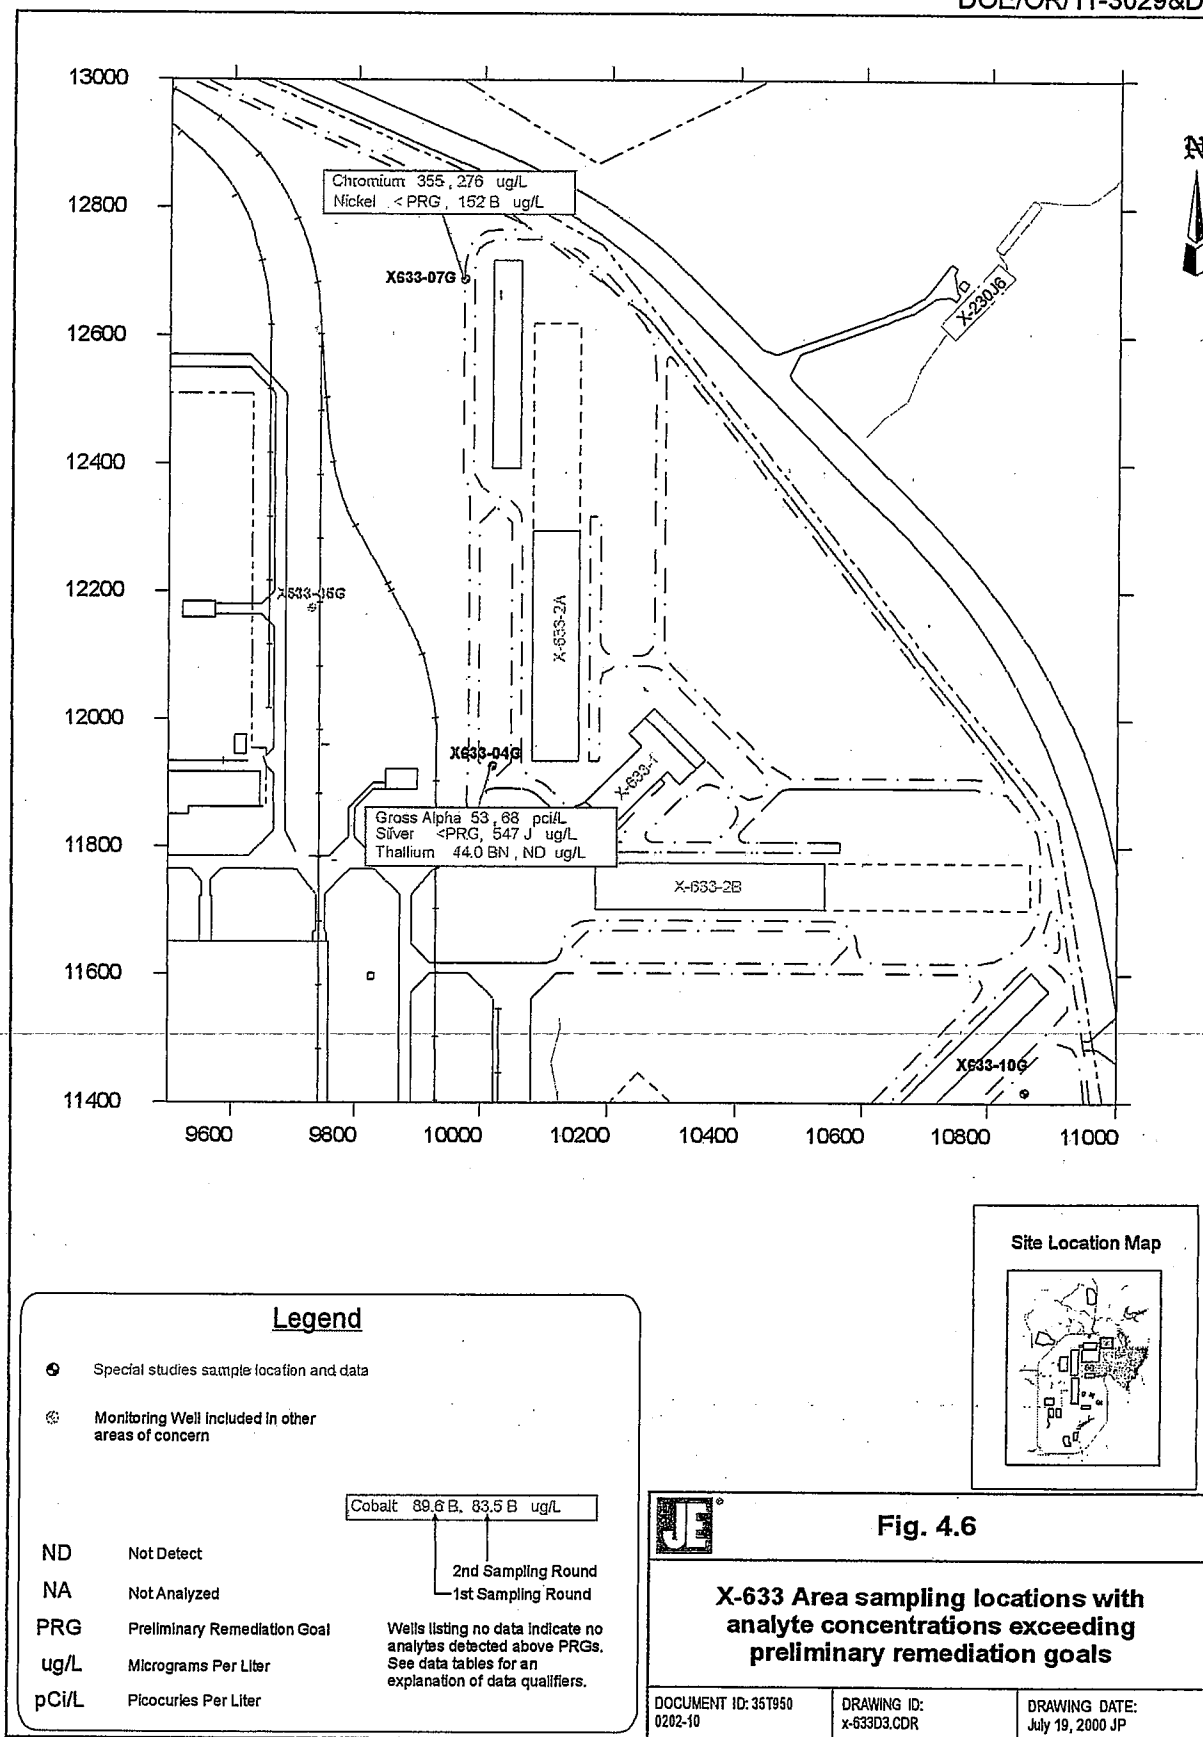 13000
12800
12600
12400
12200
12000
11800
11600
11400
9600 9800 10000 10200 10400 10600 10800 11000
N
Chromium 355, 276 ug/L
Nickel <PRG, 152 B ug/L
X633-07G
X-230J6
X-633-2A
X633-04G
X-633-1
Gross Alpha 53, 68 pci/L
Silver <PRG, 547 J ug/L
Thallium 44.0 BN, ND ug/L
X-633-2B
X633-10G
Site Location Map
Legend
Special studies sample location and data
Monitoring Well included in other
areas of concern
Cobalt 89.6 B, 83.5 B ug/L
2nd Sampling Round
1st Sampling Round
ND Not Detect
NA Not Analyzed
PRG Preliminary Remediation Goal
ug/L Micrograms Per Liter
pCi/L Picocuries Per Liter
Wells listing no data indicate no
analytes detected above PRGs.
See data tables for an
explanation of data qualifiers.
JE
Fig. 4.6
X-633 Area sampling locations with
analyte concentrations exceeding
preliminary remediation goals
DOCUMENT ID: 35T950
0202-10
DRAWING ID:
x-633D3.CDR
DRAWING DATE:
July 19, 2000 JP